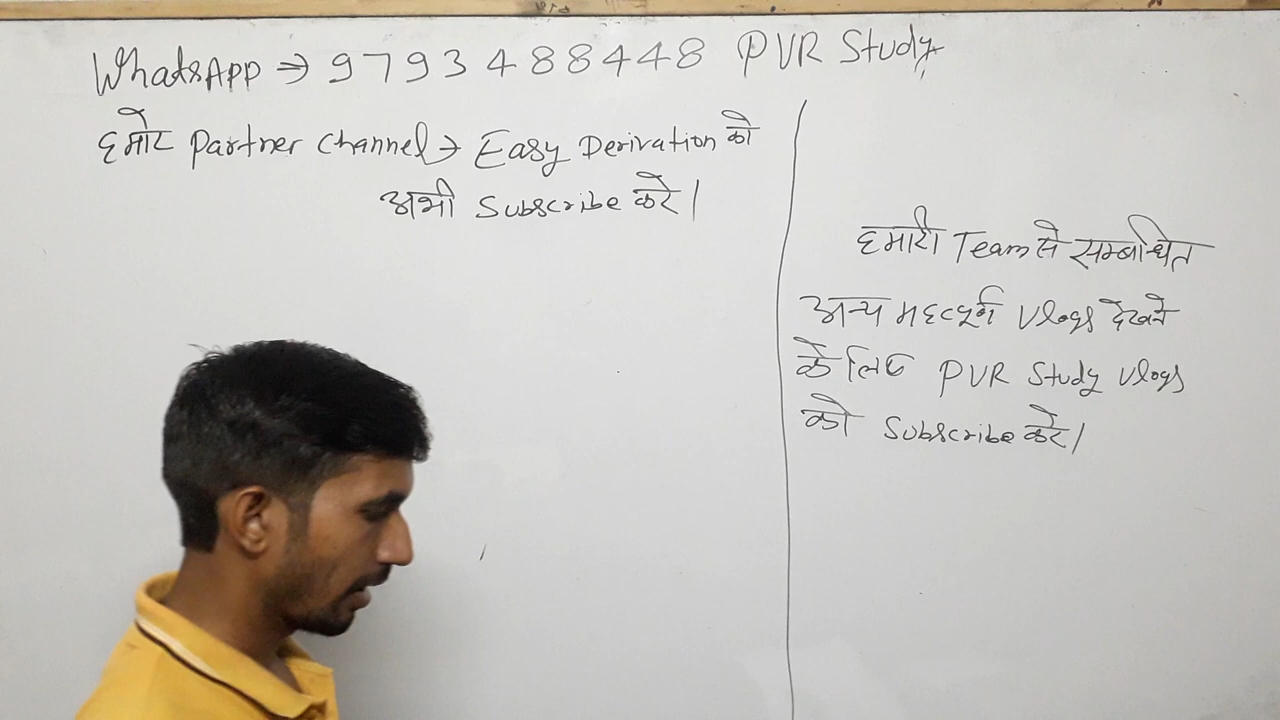 WhatsApp → 9793488448 PVR Study
हमारे Partner Channel → Easy Derivation को
अभी Subscribe करे।
हमारी Team से सम्बन्धित
अन्य महत्वपूर्ण Vlogs देखने
के लिए PVR Study Vlogs
को Subscribe करे।